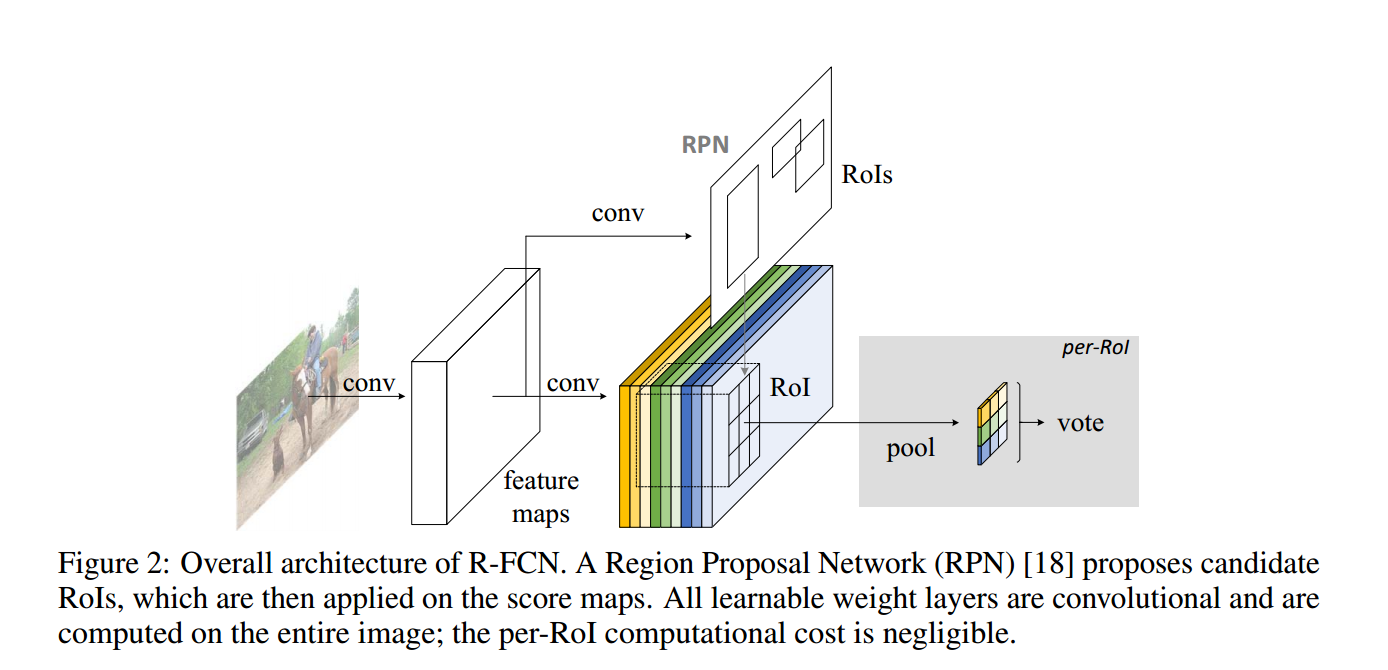 RPN
RoIs
conv
conv
conv
feature
maps
RoI
per-RoI
pool
vote
Figure 2: Overall architecture of R-FCN. A Region Proposal Network (RPN) [18] proposes candidate
RoIs, which are then applied on the score maps. All learnable weight layers are convolutional and are
computed on the entire image; the per-RoI computational cost is negligible.